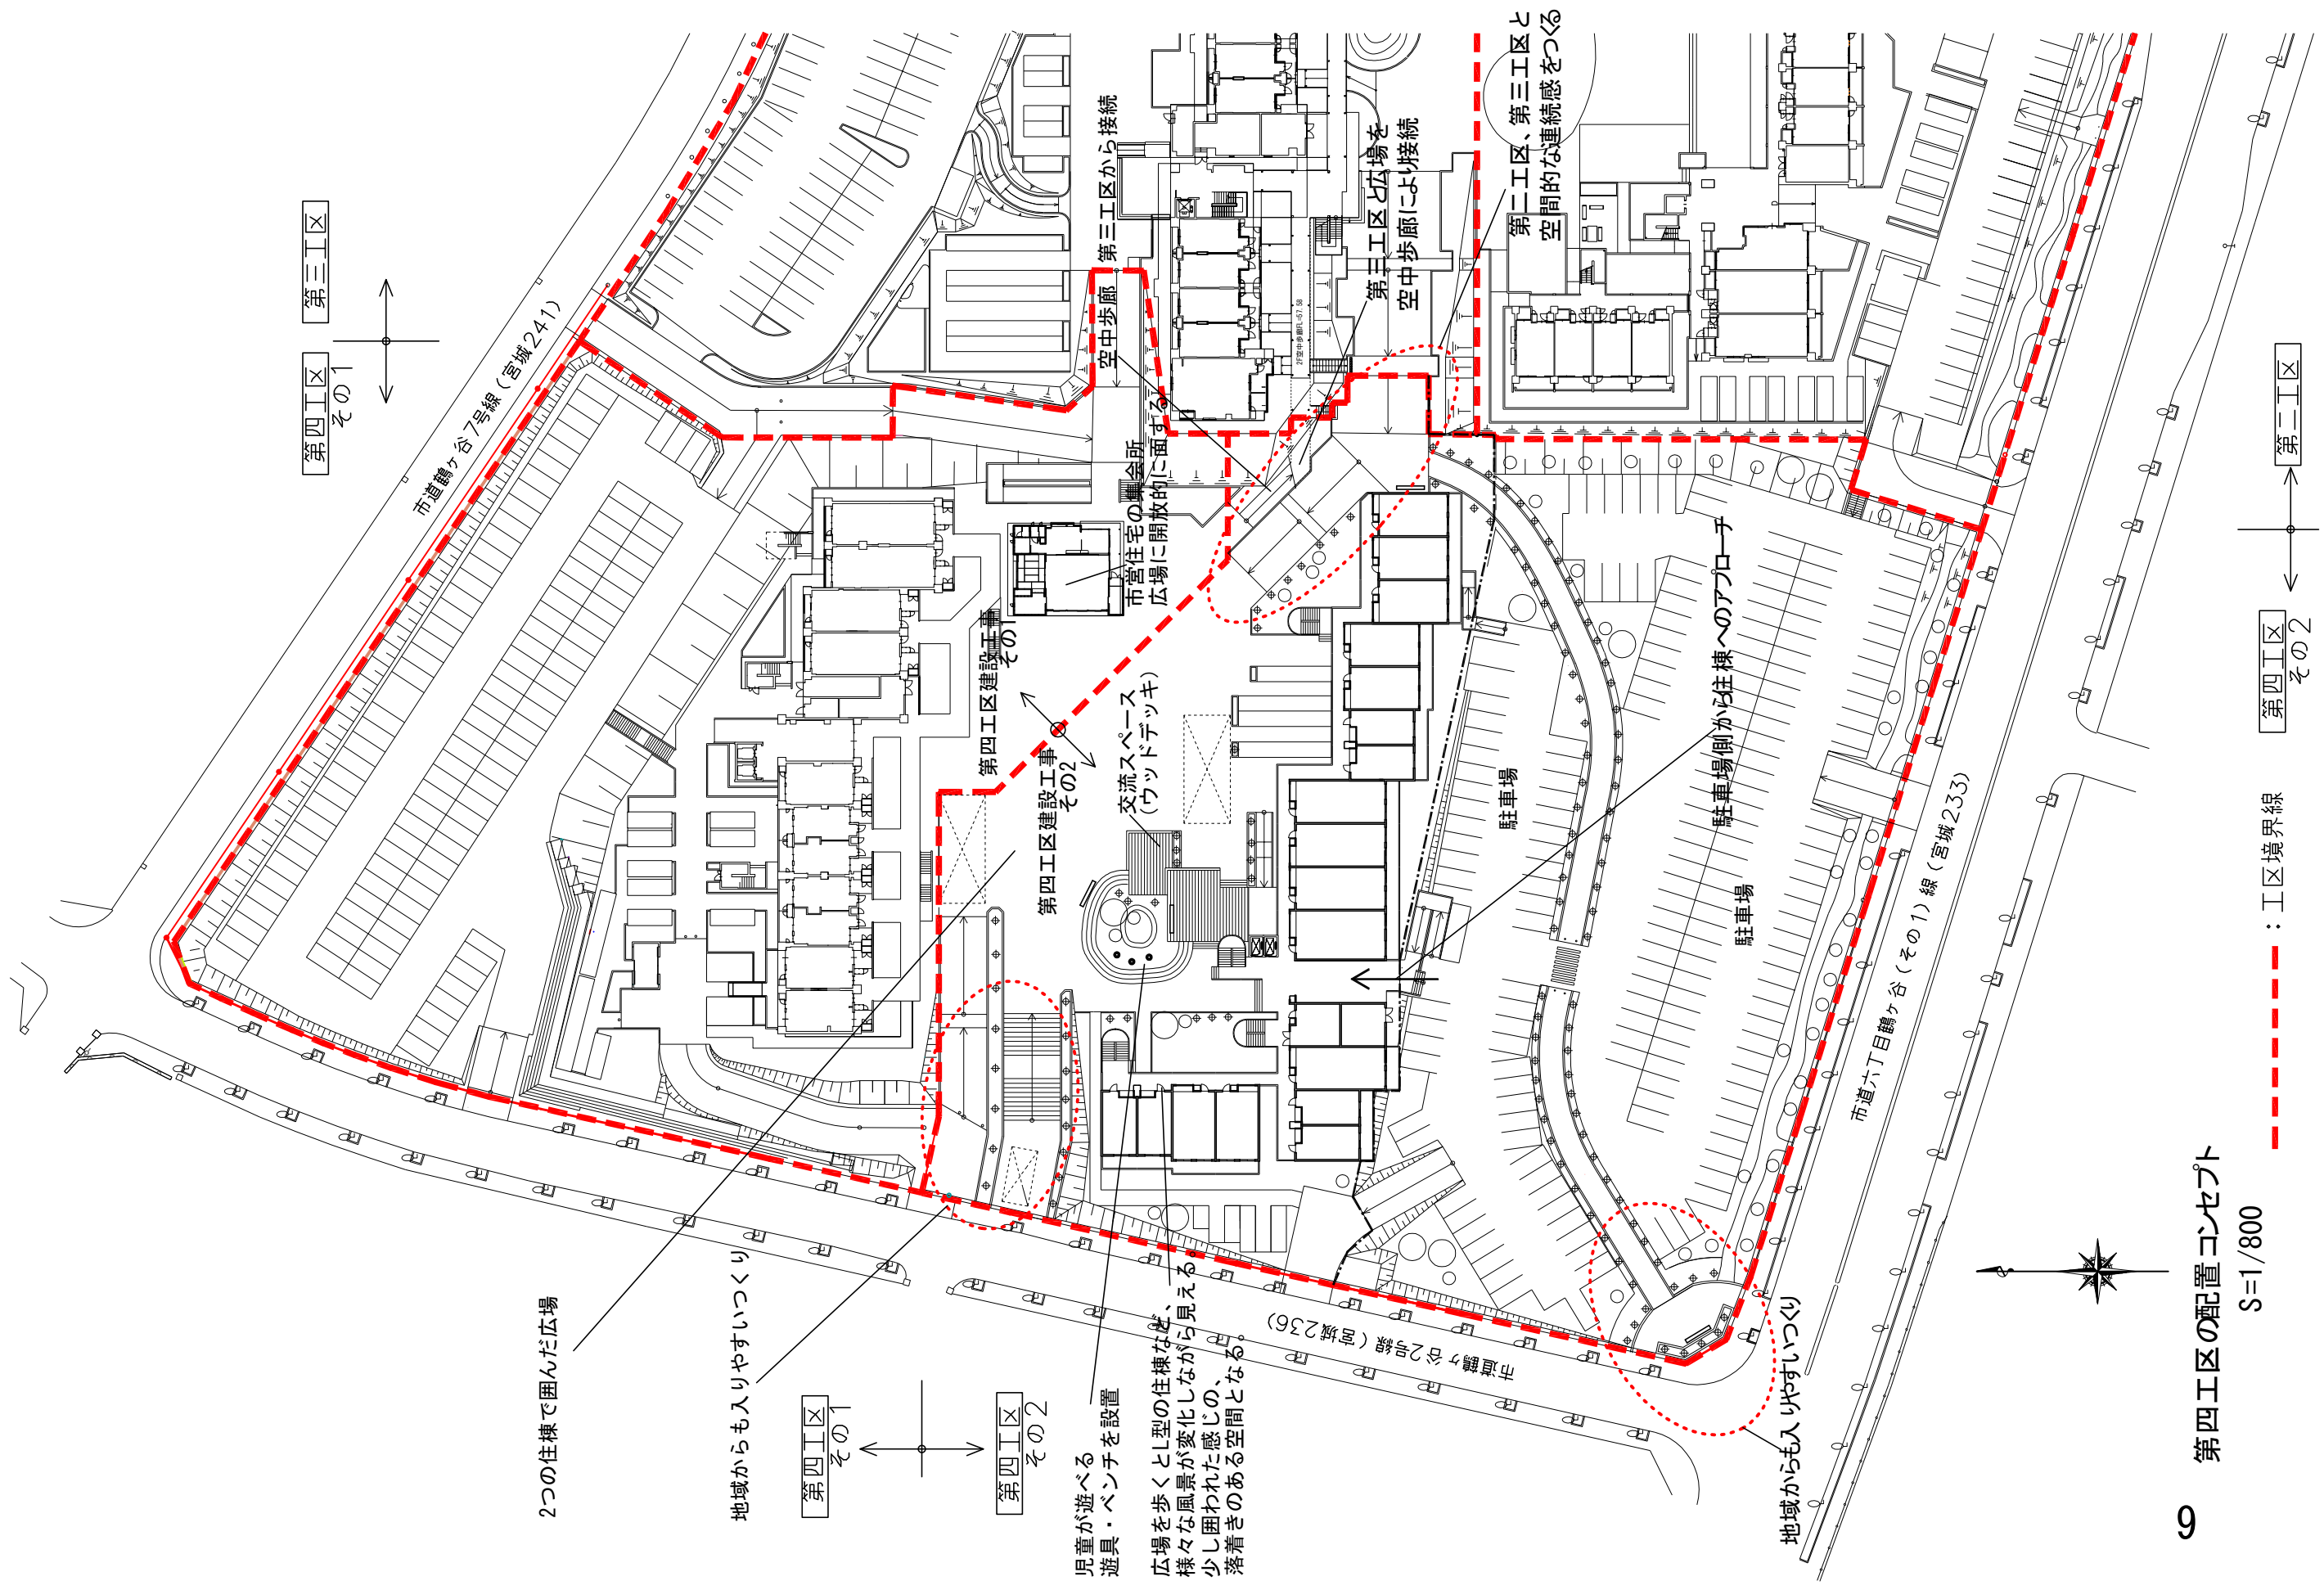 第三工区
第四工区
その1
市道鶴ヶ谷7号線（宮城241）
空中歩廊 第三工区から接続
第三工区と広場を
空中歩廊により接続
第二工区、第三工区と
空間的な連続感をつくる
2F空中歩廊FL=67.58
市営住宅の集会所
広場に開放的に面する
第四工区建設工事
その1
第四工区建設工事
その2
交流スペース
（ウッドデッキ）
駐車場
駐車場側から住棟へのアプローチ
駐車場
第二工区
第四工区
その2
市道六丁目鶴ヶ谷（その1）線（宮城233）
：工区境界線
2つの住棟で囲んだ広場
地域からも入りやすいつくり
第四工区
その1
第四工区
その2
児童が遊べる
遊具・ベンチを設置
広場を歩くとL型の住棟など、
様々な風景が変化しながら見える。
少し囲われた感じの、
落着きのある空間となる。
市道鶴ヶ谷2号線（宮城236）
地域からも入りやすいつくり
第四工区の配置コンセプト
S=1/800
9